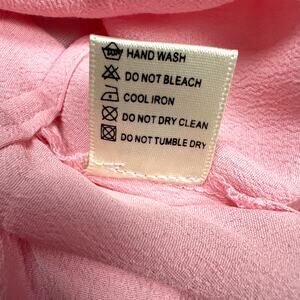 HAND WASH
DO NOT BLEACH
COOL IRON
DO NOT DRY CLEAN
DO NOT TUMBLE DRY